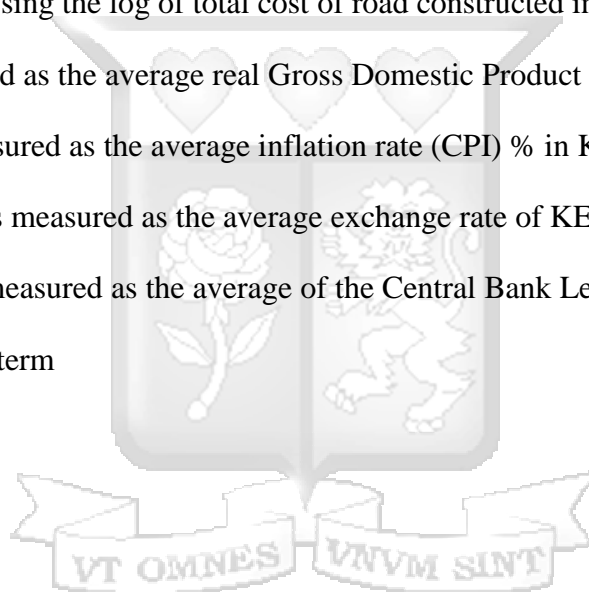 sing the log of total cost of road constructed in
d as the average real Gross Domestic Product
sured as the average inflation rate (CPI) % in K
s measured as the average exchange rate of KE
measured as the average of the Central Bank Le
term
VT OMNES VNVM SINT